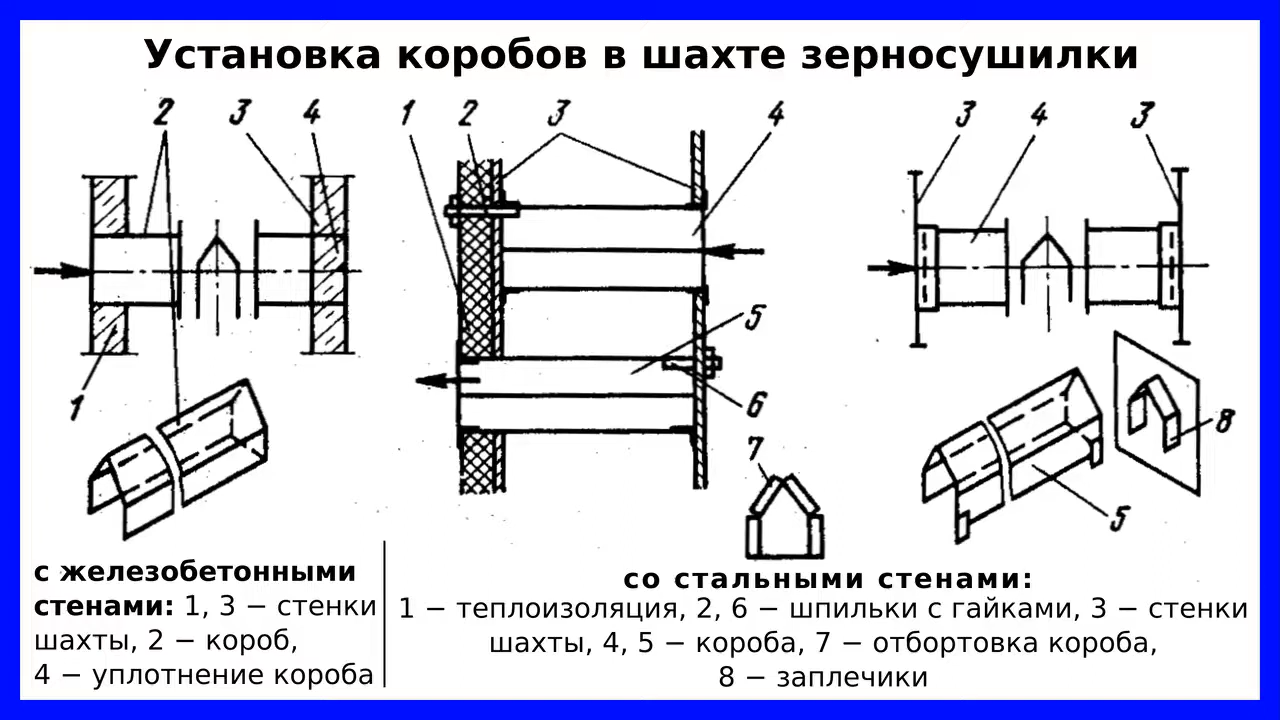 Установка коробов в шахте зерносушилки
2 3 4 1 2 3 4 3 4 3
5
1 6
7 8
5
с железобетонными
стенами: 1, 3 − стенки
шахты, 2 − короб,
4 − уплотнение короба
со стальными стенами:
1 − теплоизоляция, 2, 6 − шпильки с гайками, 3 − стенки
шахты, 4, 5 − короба, 7 − отбортовка короба,
8 − заплечики